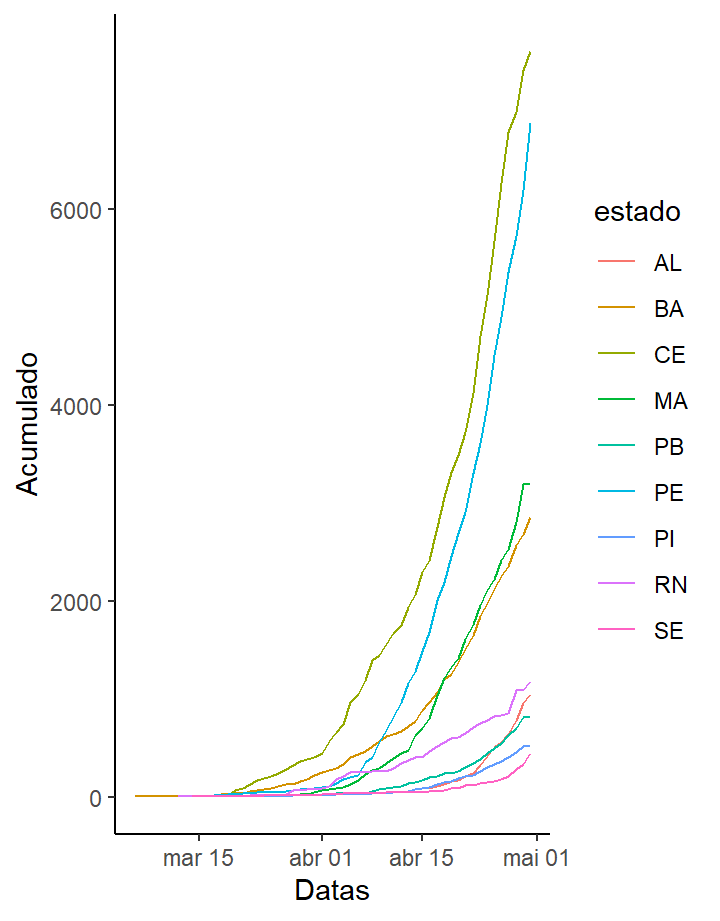 6000
4000
2000
0
Acumulado
mar 15
abr 01
abr 15
mai 01
Datas
estado
AL
BA
CE
MA
PB
PE
PI
RN
SE